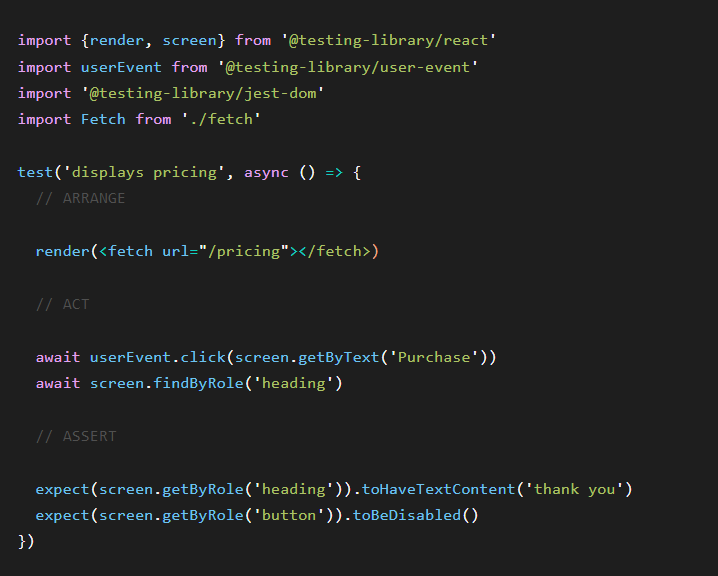 import {render, screen} from '@testing-library/react'
import userEvent from '@testing-library/user-event'
import '@testing-library/jest-dom'
import Fetch from './fetch'
test('displays pricing', async () => {
// ARRANGE
render(<fetch url="/pricing"></fetch>)
// ACT
await userEvent.click(screen.getByText('Purchase'))
await screen.findByRole('heading')
// ASSERT
expect(screen.getByRole('heading')).toHaveTextContent('thank you')
expect(screen.getByRole('button')).toBeDisabled()
})